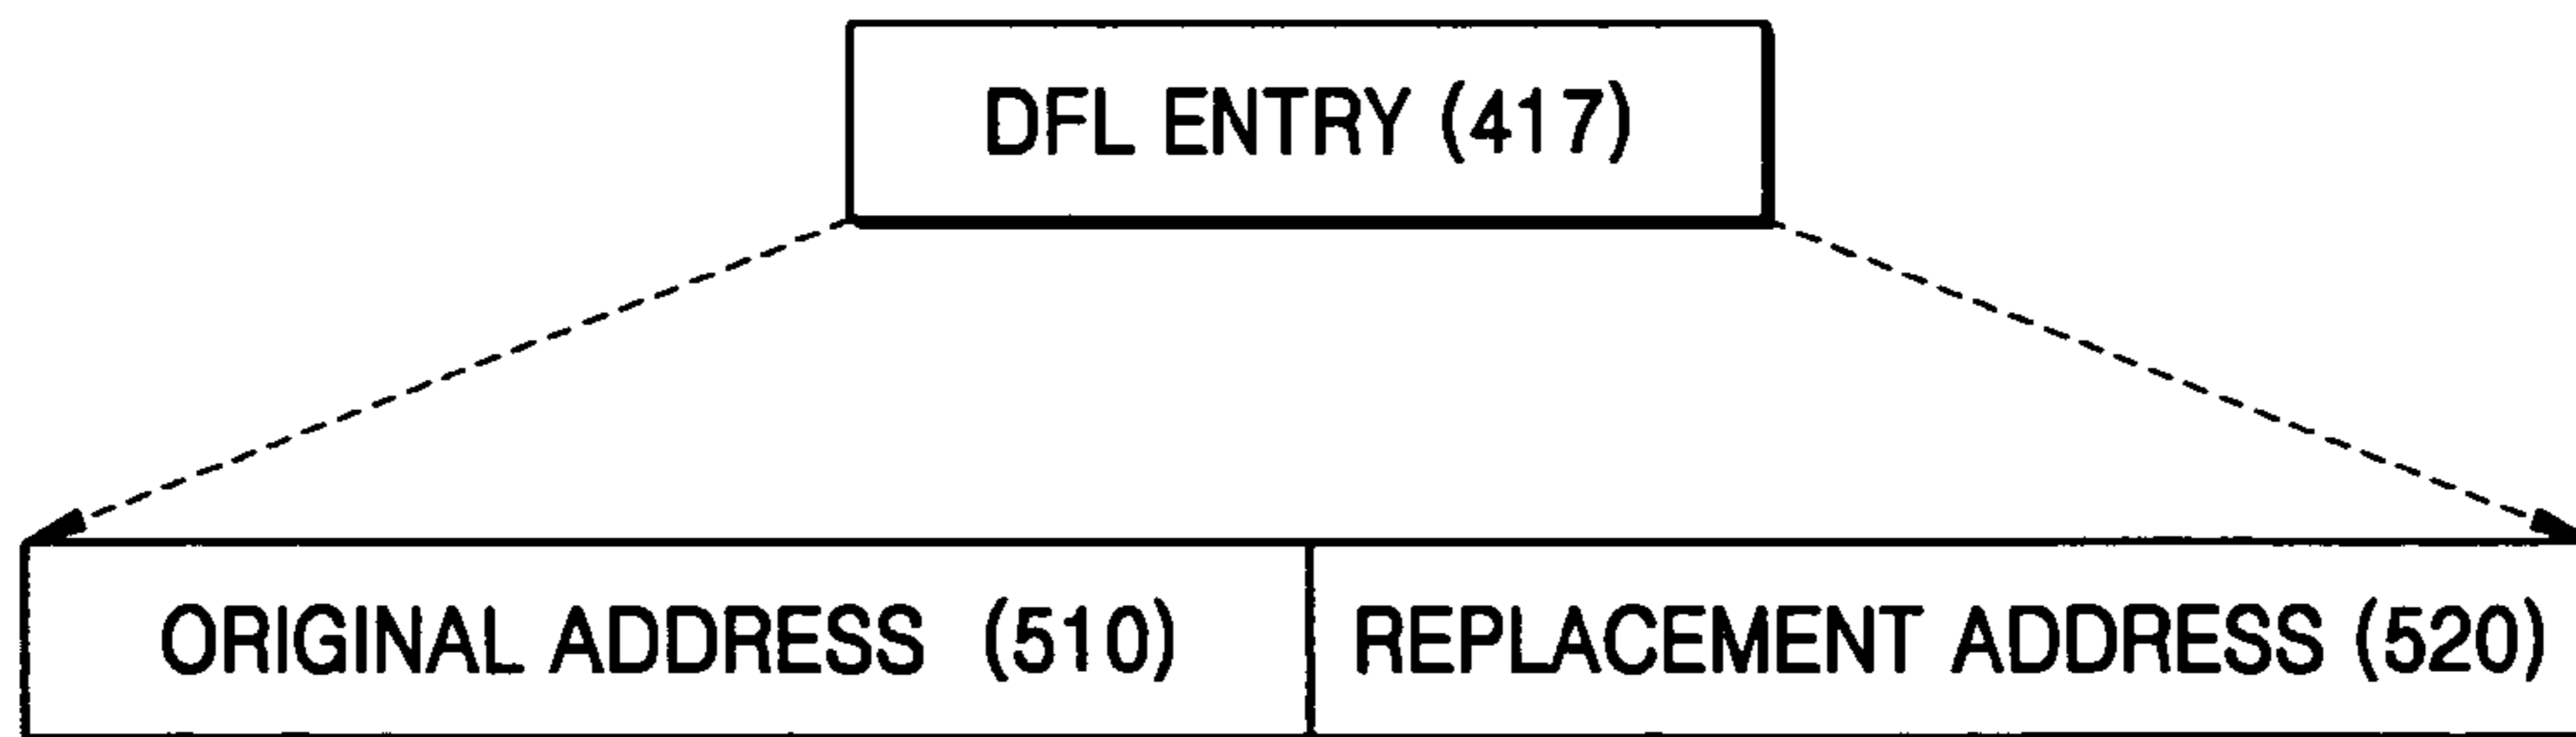 DFL ENTRY (417)
ORIGINAL ADDRESS (510) REPLACEMENT ADDRESS (520)